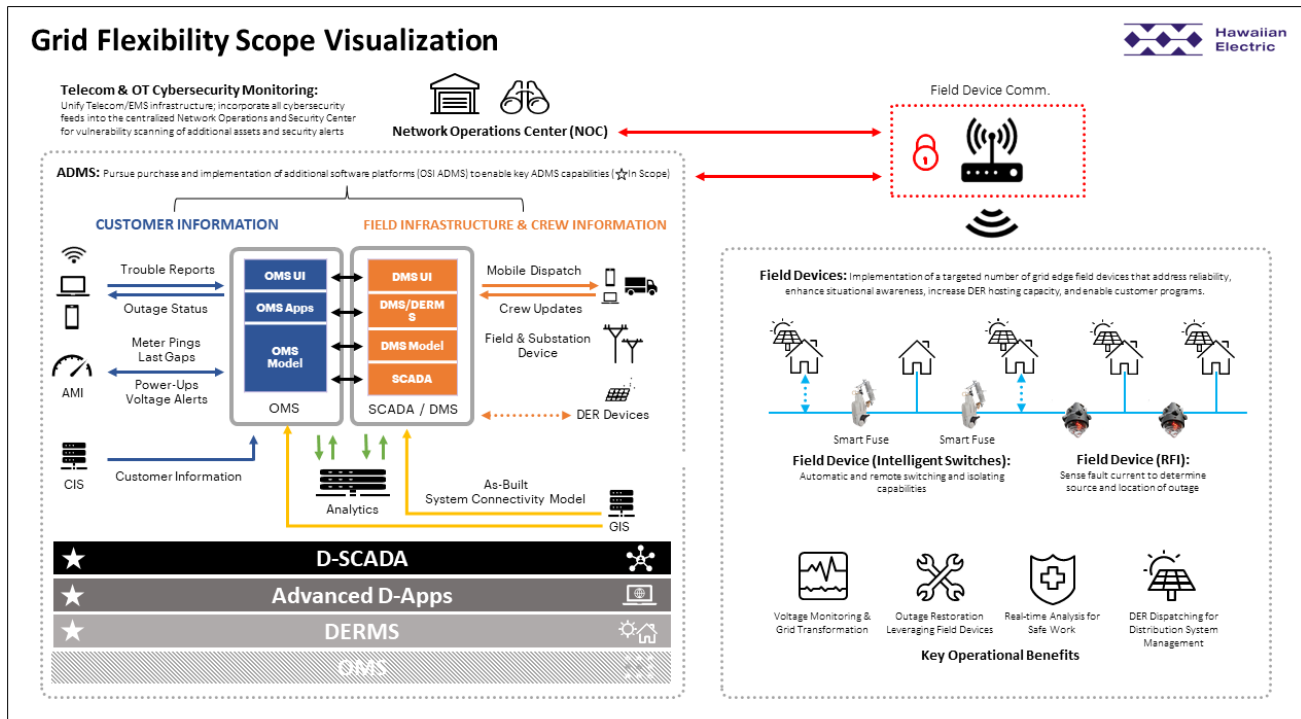 Grid Flexibility Scope Visualization
Hawaiian
Electric
Telecom & OT Cybersecurity Monitoring:
Unify Telecom/EMS infrastructure; incorporate all cybersecurity
feeds into the centralized Network Operations and Security Center
for vulnerability scanning of additional assets and security alerts
Network Operations Center (NOC)
Field Device Comm.
ADMS: Pursue purchase and implementation of additional software platforms (OSI ADMS) to enable key ADMS capabilities (☆In Scope)
CUSTOMER INFORMATION
FIELD INFRASTRUCTURE & CREW INFORMATION
Trouble Reports
Outage Status
Meter Pings
Last Gaps
Power-Ups
Voltage Alerts
AMI
CIS
Customer Information
OMS UI
OMS Apps
OMS
Model
OMS
DMS UI
DMS/DERM
S
DMS Model
SCADA
SCADA / DMS
Mobile Dispatch
Crew Updates
Field & Substation
Device
DER Devices
Analytics
As-Built
System Connectivity Model
GIS
D-SCADA
Advanced D-Apps
DERMS
OMS
Field Devices: Implementation of a targeted number of grid edge field devices that address reliability,
enhance situational awareness, increase DER hosting capacity, and enable customer programs.
Smart Fuse
Smart Fuse
Field Device (Intelligent Switches):
Automatic and remote switching and isolating
capabilities
Field Device (RFI):
Sense fault current to determine
source and location of outage
Voltage Monitoring &
Grid Transformation
Outage Restoration
Leveraging Field Devices
Real-time Analysis for
Safe Work
DER Dispatching for
Distribution System
Management
Key Operational Benefits